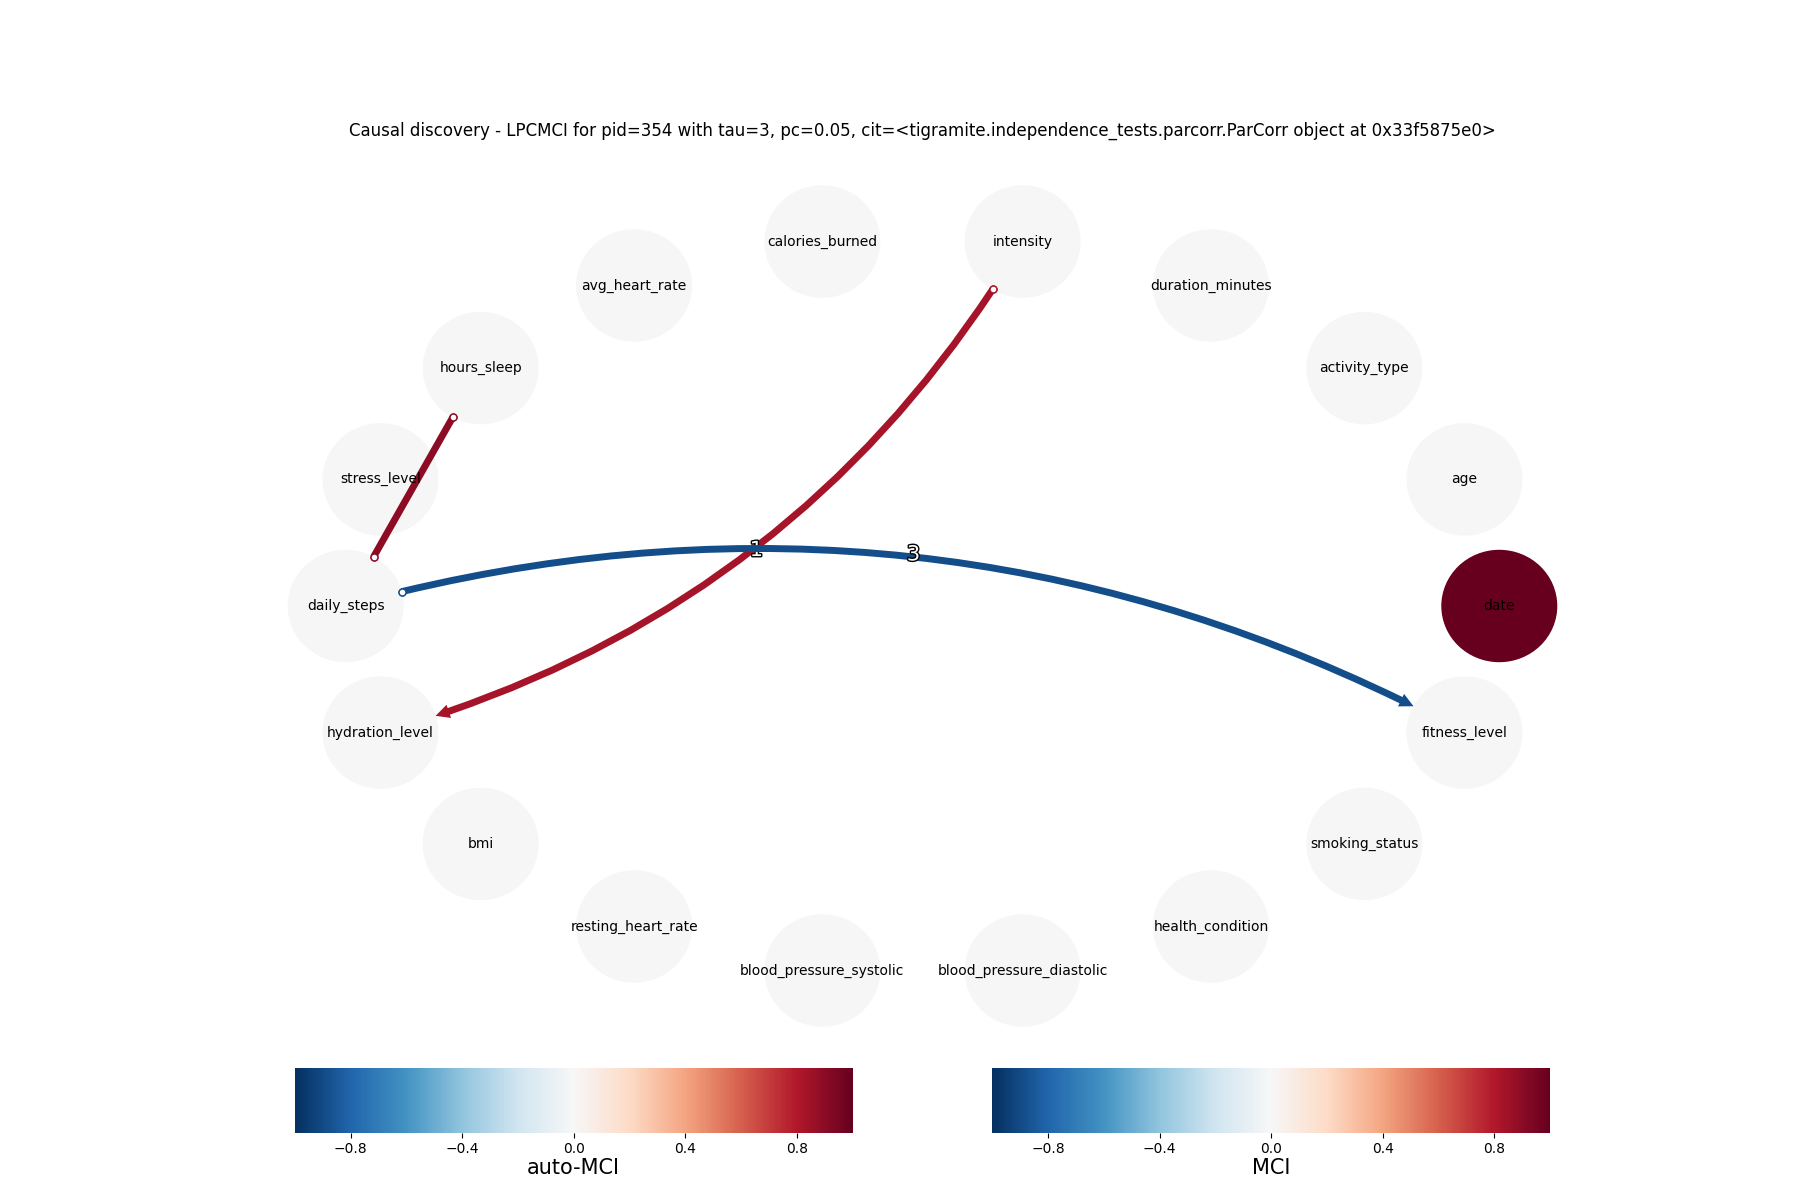 Causal discovery - LPCMCI for pid=354 with tau=3, pc=0.05, cit=<tigramite.independence_tests.parcorr.ParCorr object at 0x33f5875e0>
calories_burned
intensity
avg_heart_rate
duration_minutes
hours_sleep
activity_type
stress_level
age
1
3
daily_steps
date
hydration_level
fitness_level
bmi
smoking_status
resting_heart_rate
health_condition
blood_pressure_systolic
blood_pressure_diastolic
−0.8 −0.4 0.0 0.4 0.8
auto-MCI
−0.8 −0.4 0.0 0.4 0.8
MCI